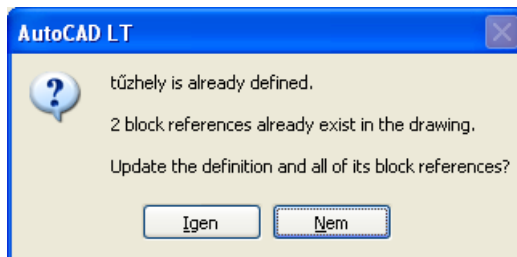 AutoCAD LT
tűzhely is already defined.
2 block references already exist in the drawing.
Update the definition and all of its block references?
Igen Nem